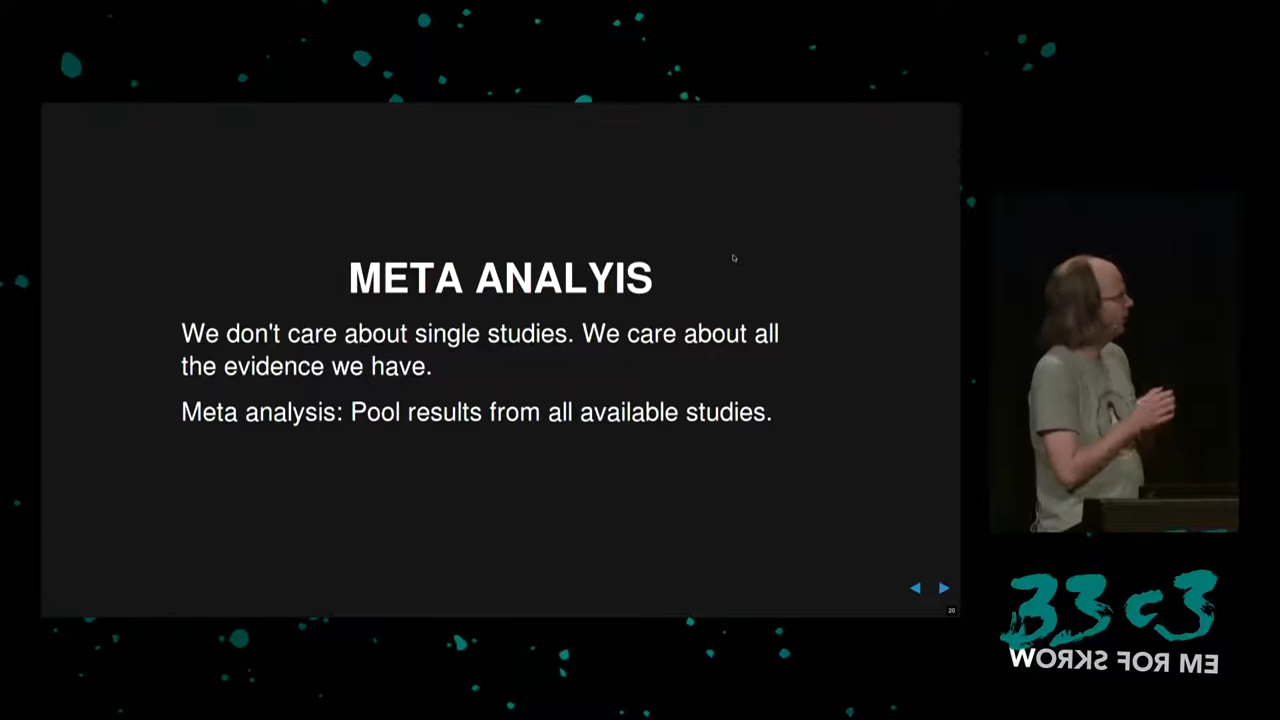 META ANALYIS
We don't care about single studies. We care about all
the evidence we have.
Meta analysis: Pool results from all available studies.
20
33c3
WORKS FOR ME